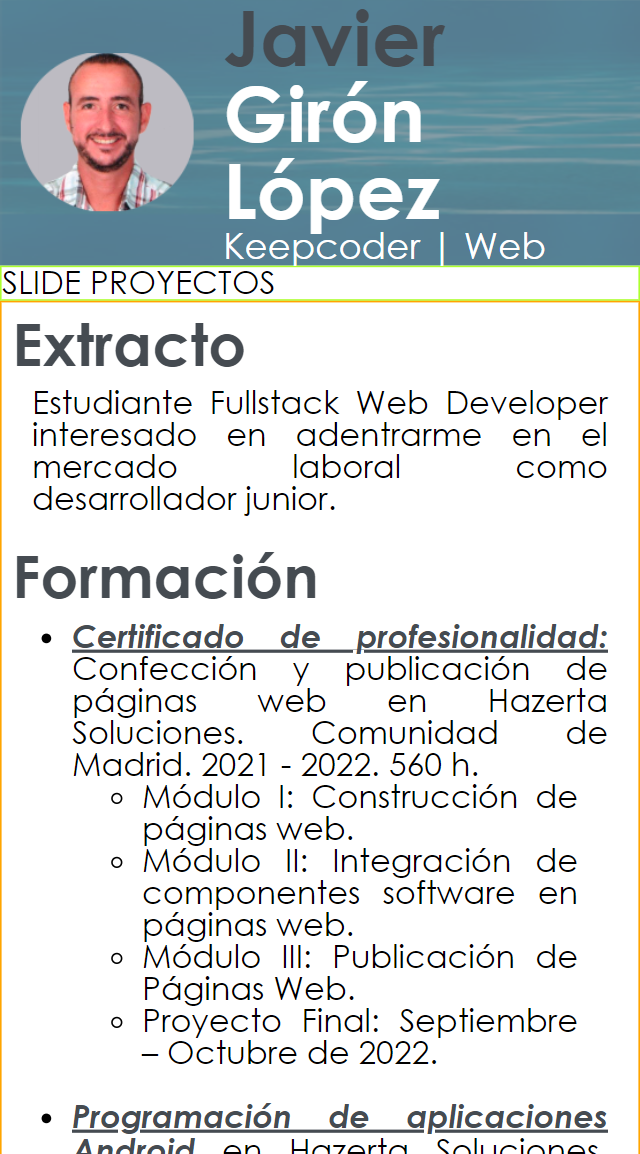 Javier
Girón
López
Keepcoder | Web
SLIDE PROYECTOS
Extracto
Estudiante Fullstack Web Developer
interesado en adentrarme en el
mercado laboral como
desarrollador junior.
Formación
Certificado de profesionalidad:
Confección y publicación de
páginas web en Hazerta
Soluciones. Comunidad de
Madrid. 2021 - 2022. 560 h.
Módulo I: Construcción de
páginas web.
Módulo II: Integración de
componentes software en
páginas web.
Módulo III: Publicación de
Páginas Web.
Proyecto Final: Septiembre
– Octubre de 2022.
Programación de aplicaciones
Android en Hazerta Soluciones.